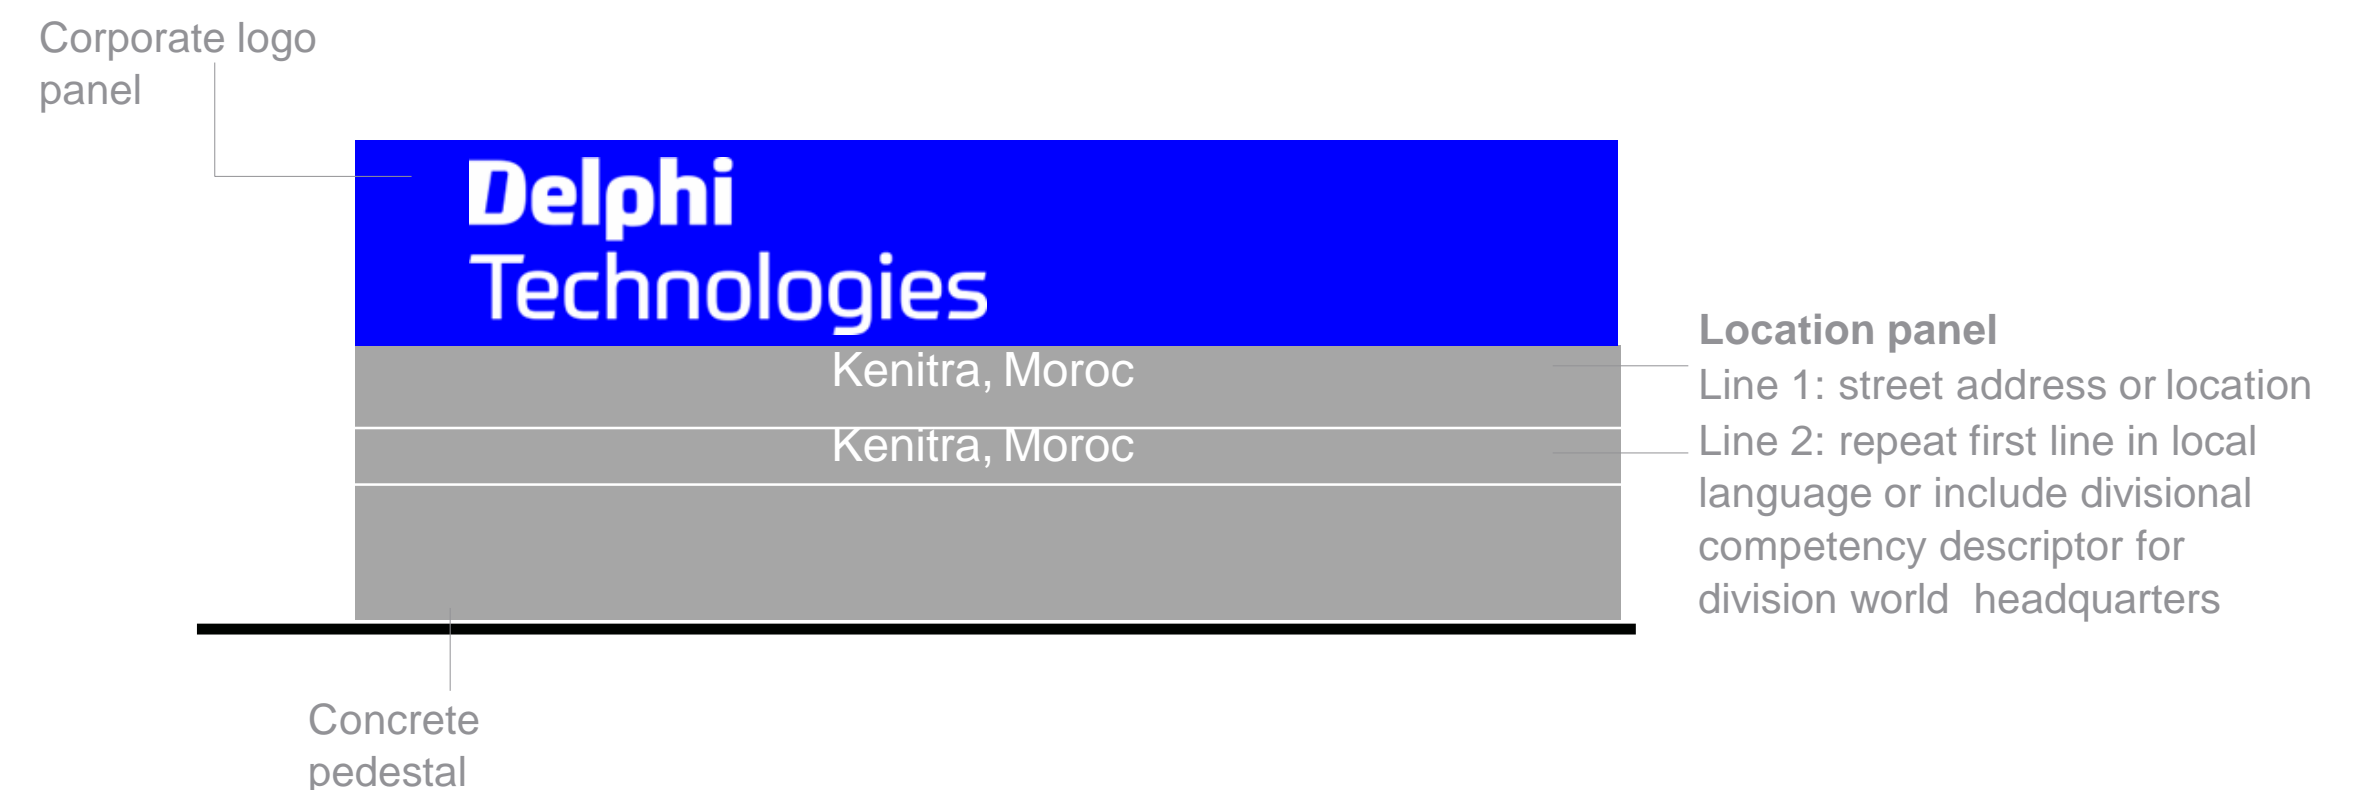 Corporate logo
panel
Delphi
Technologies
Kenitra, Moroc
Kenitra, Moroc
Location panel
Line 1: street address or location
Line 2: repeat first line in local
language or include divisional
competency descriptor for
division world headquarters
Concrete
pedestal